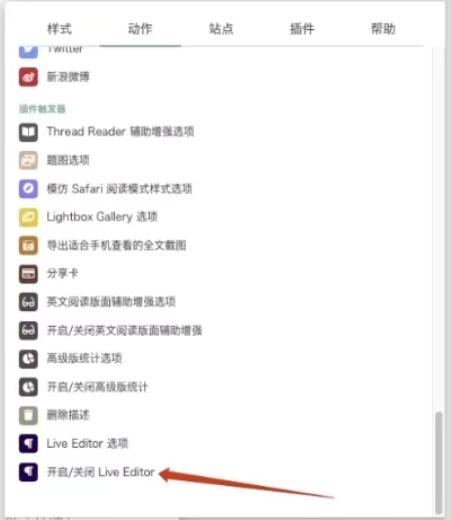 样式 动作 站点 插件 帮助
Twitter
新浪微博
插件触发器
Thread Reader 辅助增强选项
题图选项
模仿 Safari 阅读模式样式选项
Lightbox Gallery 选项
导出适合手机查看的全文截图
分享卡
英文阅读版面辅助增强选项
开启/关闭英文阅读版面辅助增强
高级版统计选项
开启/关闭高级版统计
删除描述
Live Editor 选项
开启/关闭 Live Editor